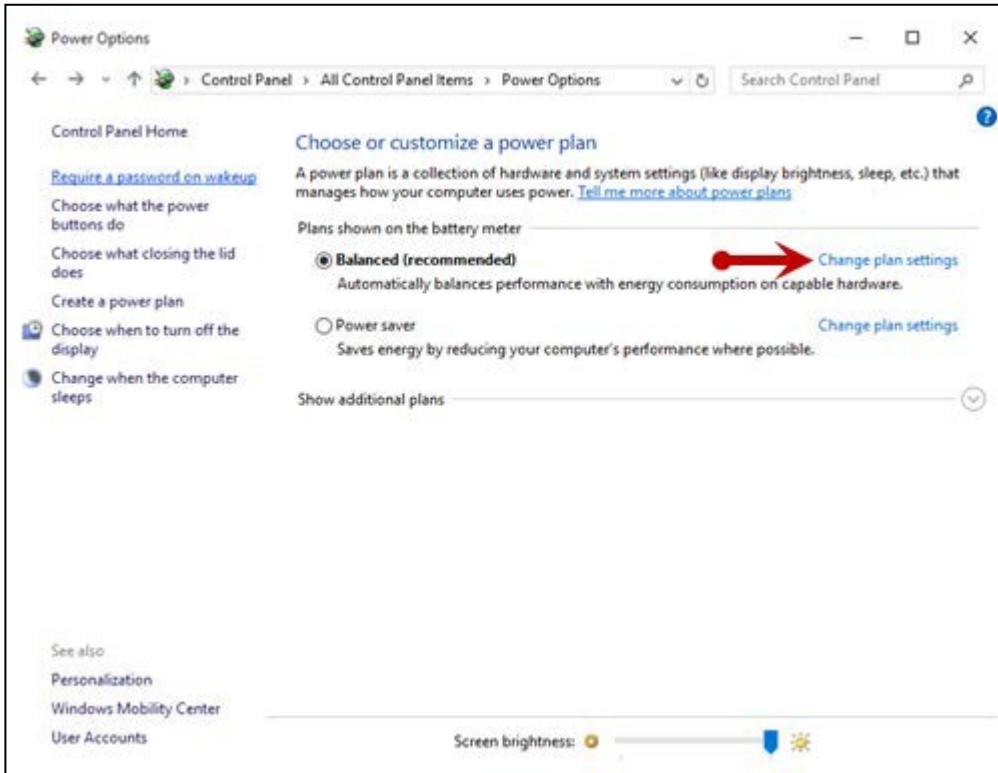 Power Options
Control Panel > All Control Panel Items > Power Options
Search Control Panel
Control Panel Home
Require a password on wakeup
Choose what the power
buttons do
Choose what closing the lid
does
Create a power plan
Choose when to turn off the
display
Change when the computer
sleeps
Choose or customize a power plan
A power plan is a collection of hardware and system settings (like display brightness, sleep, etc.) that
manages how your computer uses power. Tell me more about power plans
Plans shown on the battery meter
Balanced (recommended)
Change plan settings
Automatically balances performance with energy consumption on capable hardware.
Power saver
Change plan settings
Saves energy by reducing your computer's performance where possible.
Show additional plans
See also
Personalization
Windows Mobility Center
User Accounts
Screen brightness: